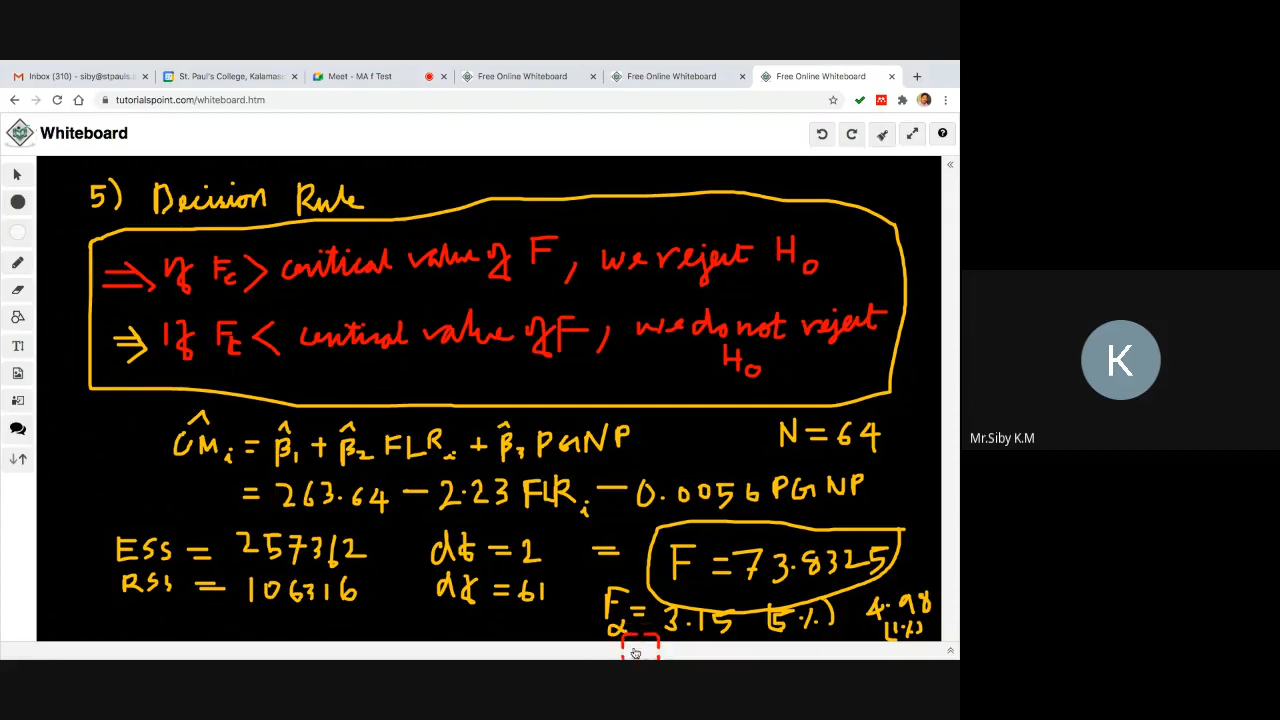 Inbox (310) - siby@stpauls.
St. Paul's College, Kalamass
Meet - MA f Test
Free Online Whiteboard
Free Online Whiteboard
Free Online Whiteboard
tutorialspoint.com/whiteboard.htm
Whiteboard
5) Decision Rule
⇒ If Fc > critical value of F, we reject H0
⇒ If Fc < critical value of F, we do not reject
H0
ĈMi = β̂1 + β̂2 FLRi + β̂3 PGNP N = 64
= 263.64 - 2.23 FLRi - 0.0056 PGNP
ESS = 257362 df = 2 = F = 73.8325
RSS = 106316 df = 61
Fα = 3.15 (5%) 4.98
(1%)
K
Mr.Siby K.M